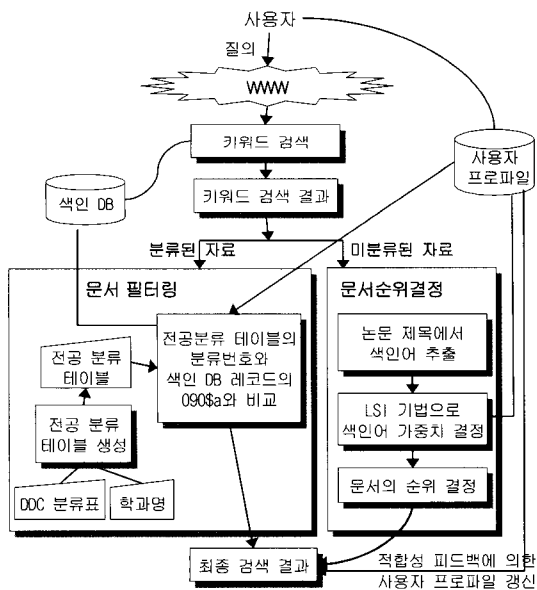 사용자
질의
WWW
키워드 검색
사용자
프로파일
색인 DB
키워드 검색 결과
분류된 자료
미분류된 자료
문서 필터링
전공분류 테이블의
분류번호와
색인 DB 레코드의
090$a와 비교
전공 분류
테이블
전공 분류
테이블 생성
DDC 분류표
학과명
문서순위결정
논문 제목에서
색인어 추출
LSI 기법으로
색인어 가중치 결정
문서의 순위 결정
최종 검색 결과
적합성 피드백에 의한
사용자 프로파일 갱신